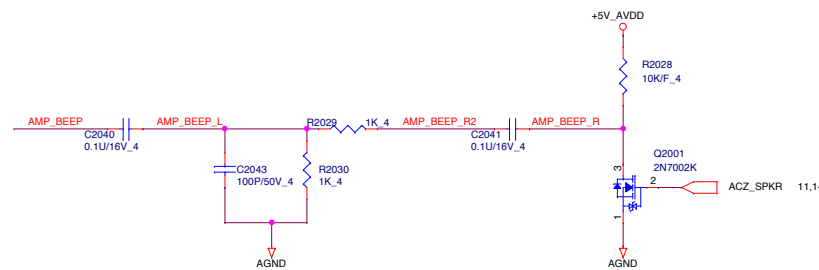 +5V_AVDD
R2028
10K/F_4
AMP_BEEP
AMP_BEEP_L
R2029
1K_4
AMP_BEEP_R2
AMP_BEEP_R
C2040
0.1U/16V_4
C2041
0.1U/16V_4
C2043
100P/50V_4
R2030
1K_4
Q2001
2N7002K
3
2
1
ACZ_SPKR
AGND
AGND